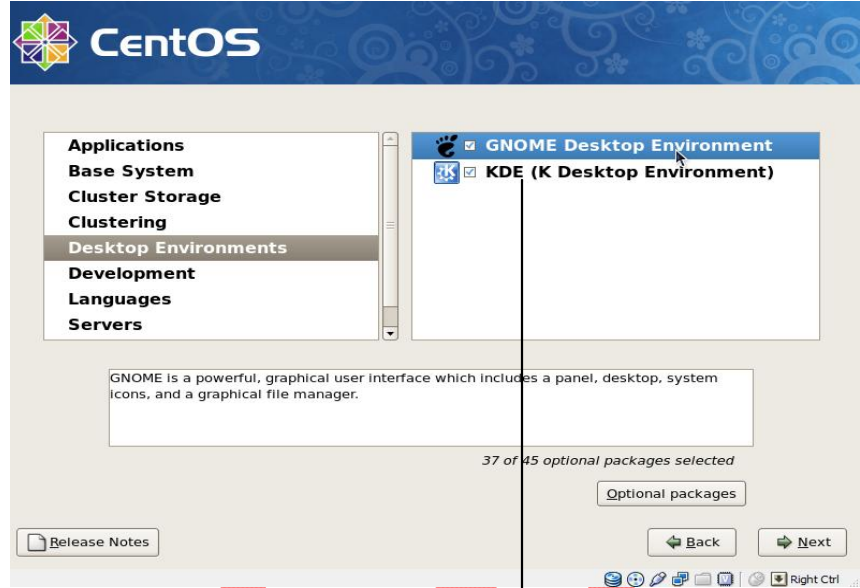 CentOS
Applications
Base System
Cluster Storage
Clustering
Desktop Environments
Development
Languages
Servers
GNOME Desktop Environment
KDE (K Desktop Environment)
GNOME is a powerful, graphical user interface which includes a panel, desktop, system
icons, and a graphical file manager.
37 of 45 optional packages selected
Optional packages
Release Notes
Back
Next
Right Ctrl